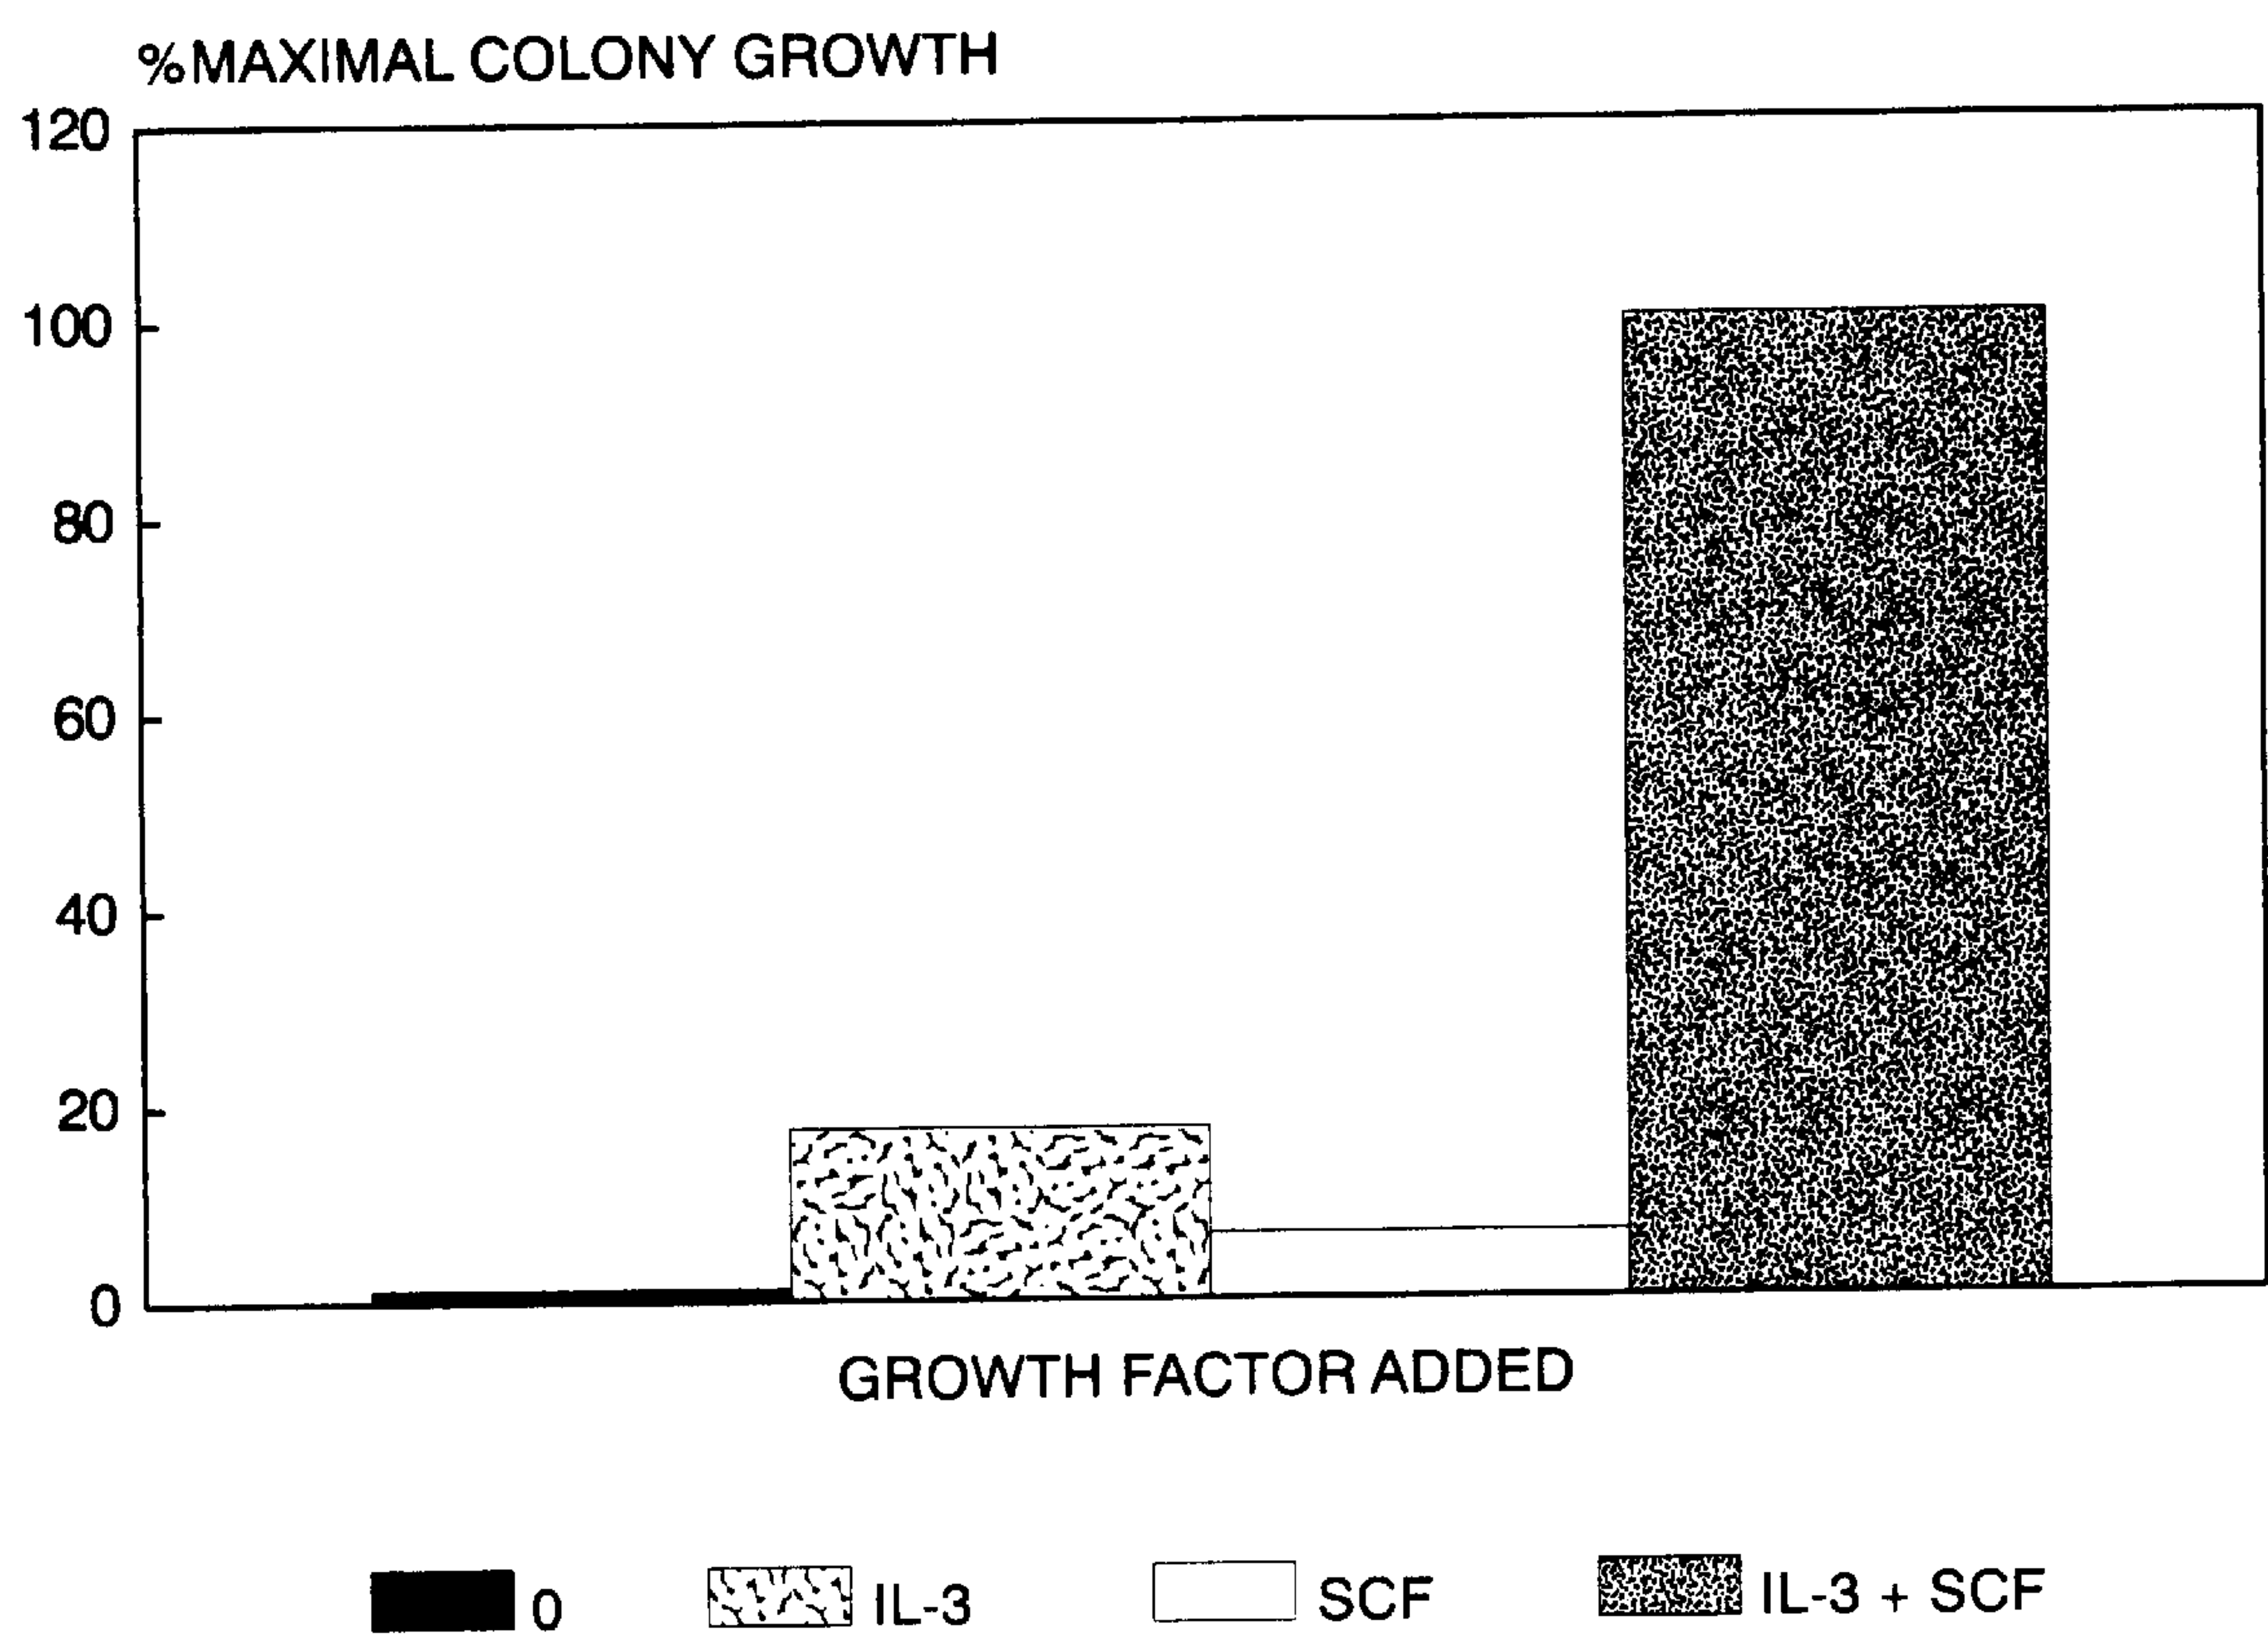 %MAXIMAL COLONY GROWTH
120
100
80
60
40
20
0
GROWTH FACTOR ADDED
0 IL-3 SCF IL-3 + SCF